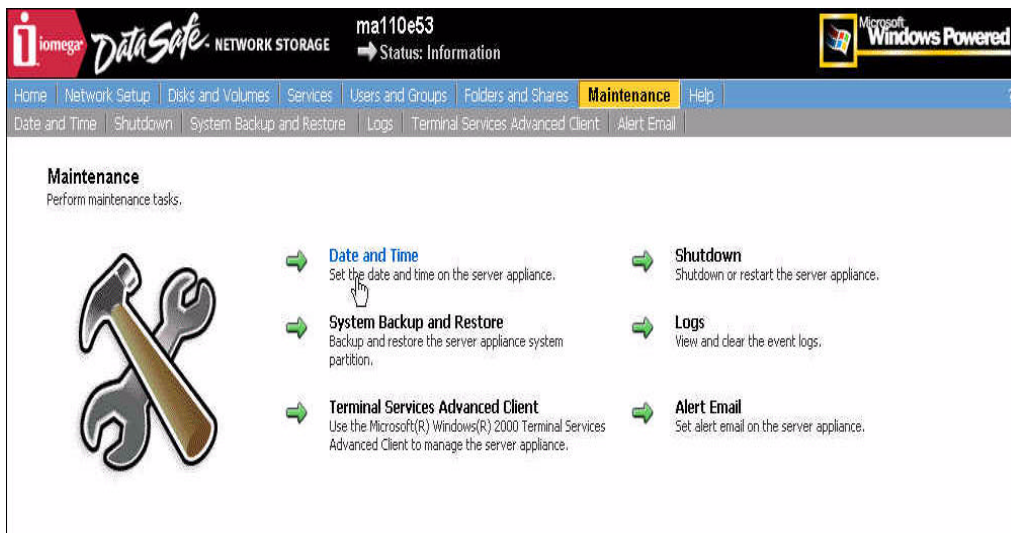 iomega DataSafe. NETWORK STORAGE
ma110e53
Status: Information
Microsoft
Windows Powered
Home Network Setup Disks and Volumes Services Users and Groups Folders and Shares Maintenance Help ?
Date and Time Shutdown System Backup and Restore Logs Terminal Services Advanced Client Alert Email
Maintenance
Perform maintenance tasks.
Date and Time
Set the date and time on the server appliance.
Shutdown
Shutdown or restart the server appliance.
System Backup and Restore
Backup and restore the server appliance system
partition.
Logs
View and clear the event logs.
Terminal Services Advanced Client
Use the Microsoft(R) Windows(R) 2000 Terminal Services
Advanced Client to manage the server appliance.
Alert Email
Set alert email on the server appliance.